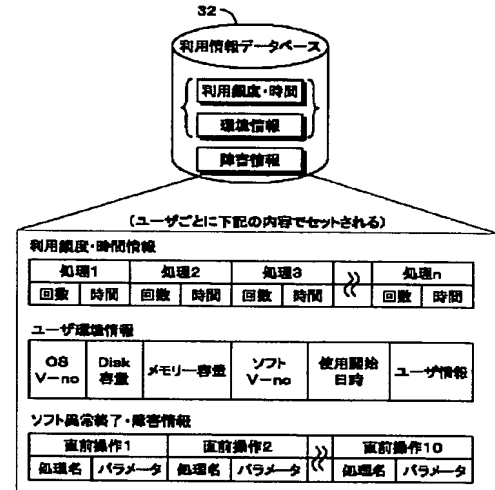 32
利用情報データベース
利用頻度・時間
環境情報
障害情報
(ユーザごとに下記の内容でセットされる)
利用頻度・時間情報
処理1 処理2 処理3 処理n
回数 時間 回数 時間 回数 時間 回数 時間
ユーザ環境情報
OS Disk メモリー容量 ソフト 使用開始 ユーザ情報
V-no 容量 V-no 日時
ソフト異常終了・障害情報
直前操作1 直前操作2 直前操作10
処理名 パラメータ 処理名 パラメータ 処理名 パラメータ